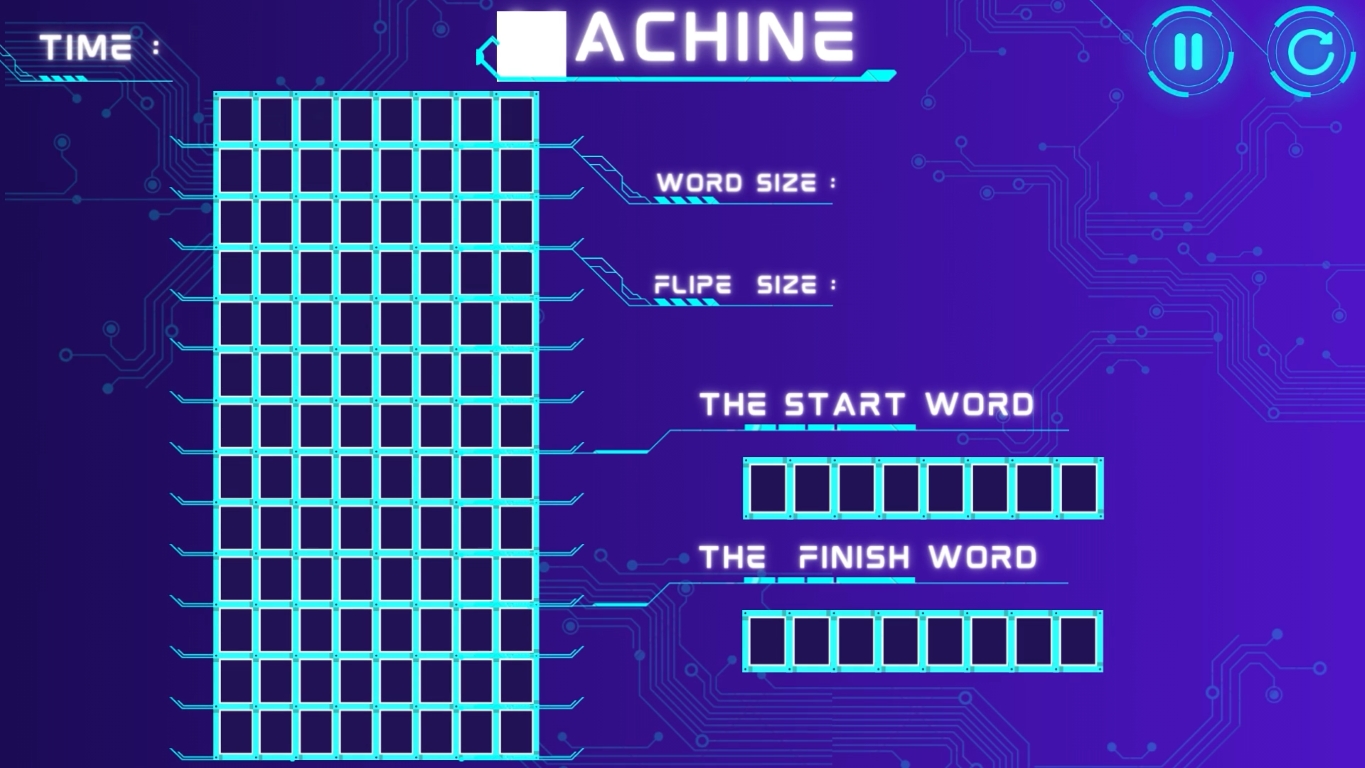 TIME :
ACHINE
WORD SIZE :
FLIPE SIZE :
THE START WORD
THE FINISH WORD